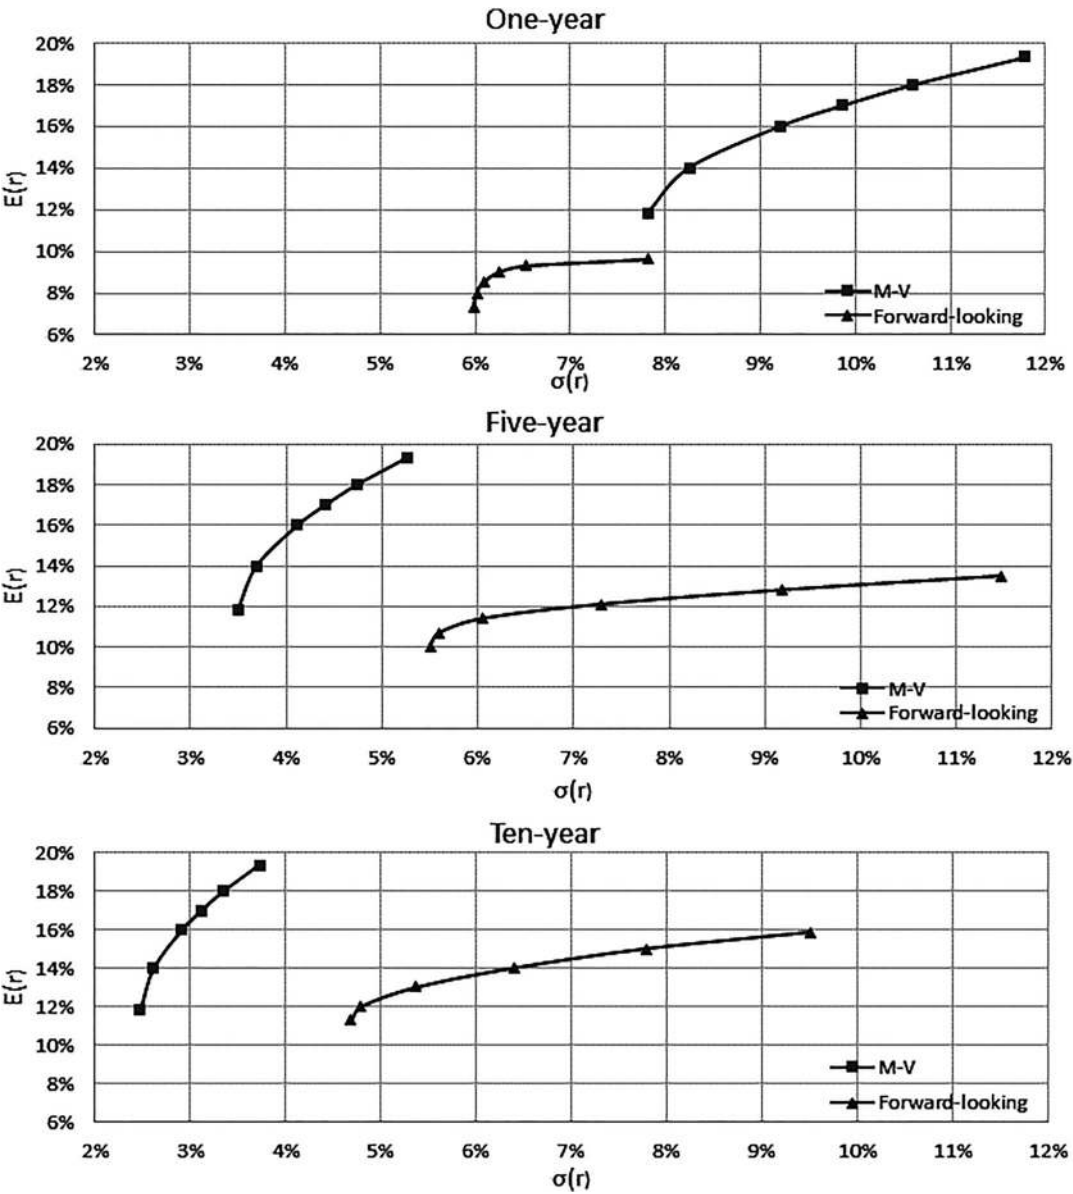 One-year
20%
18%
16%
14%
12%
10%
8%
6%
E(r)
M-V
Forward-looking
2% 3% 4% 5% 6% 7% 8% 9% 10% 11% 12%
σ(r)
Five-year
20%
18%
16%
14%
12%
10%
8%
6%
E(r)
M-V
Forward-looking
2% 3% 4% 5% 6% 7% 8% 9% 10% 11% 12%
σ(r)
Ten-year
20%
18%
16%
14%
12%
10%
8%
6%
E(r)
M-V
Forward-looking
2% 3% 4% 5% 6% 7% 8% 9% 10% 11% 12%
σ(r)